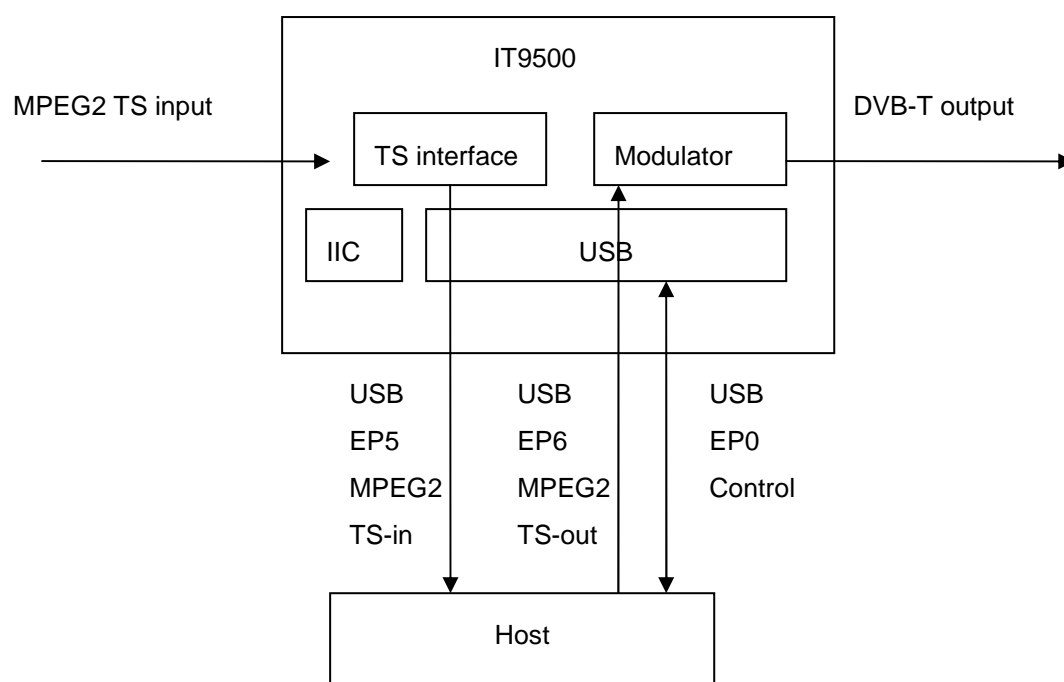 IT9500
MPEG2 TS input
DVB-T output
TS interface
Modulator
IIC
USB
USB
EP5
MPEG2
TS-in
USB
EP6
MPEG2
TS-out
USB
EP0
Control
Host